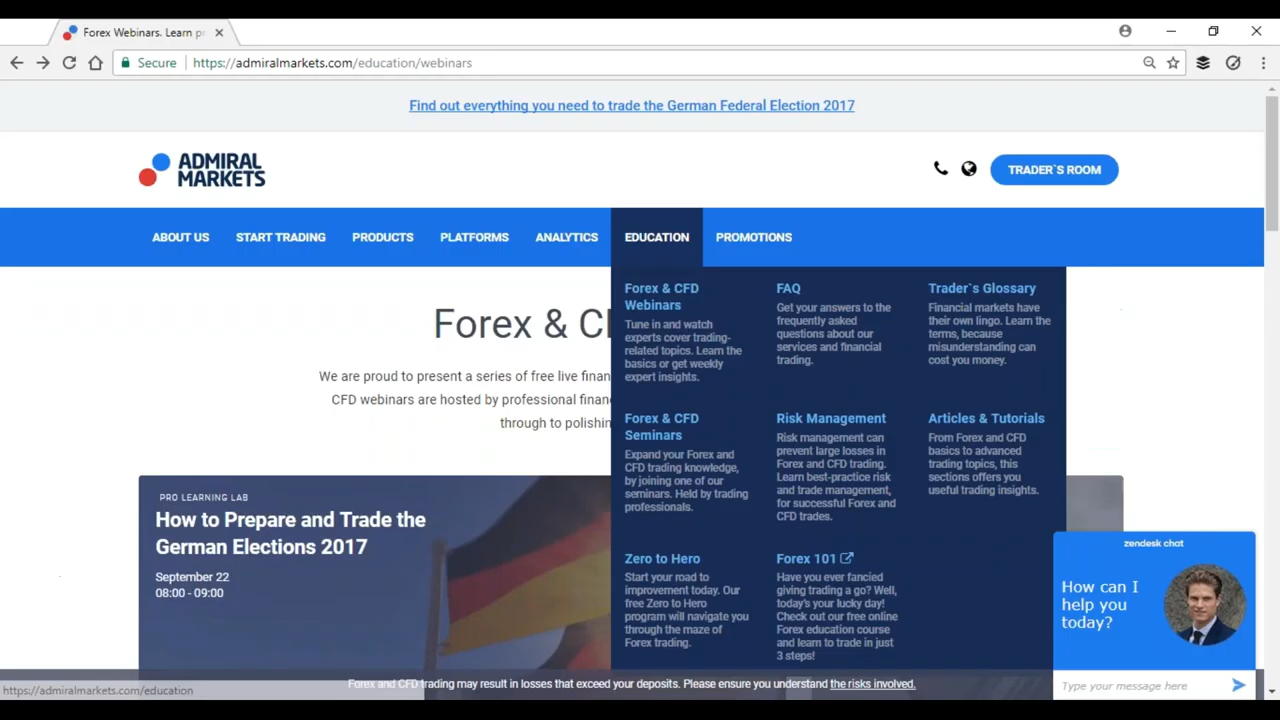 Forex Webinars. Learn pr
Secure
https://admiralmarkets.com/education/webinars
Find out everything you need to trade the German Federal Election 2017
ADMIRAL
MARKETS
TRADER`S ROOM
ABOUT US
START TRADING
PRODUCTS
PLATFORMS
ANALYTICS
EDUCATION
PROMOTIONS
Forex & CF
We are proud to present a series of free live finan
CFD webinars are hosted by professional finan
through to polishin
Forex & CFD
Webinars
Tune in and watch
experts cover trading-
related topics. Learn the
basics or get weekly
expert insights.
FAQ
Get your answers to the
frequently asked
questions about our
services and financial
trading.
Trader`s Glossary
Financial markets have
their own lingo. Learn the
terms, because
misunderstanding can
cost you money.
Forex & CFD
Seminars
Expand your Forex and
CFD trading knowledge,
by joining one of our
seminars. Held by trading
professionals.
Risk Management
Risk management can
prevent large losses in
Forex and CFD trading.
Learn best-practice risk
and trade management,
for successful Forex and
CFD trades.
Articles & Tutorials
From Forex and CFD
basics to advanced
trading topics, this
sections offers you
useful trading insights.
Zero to Hero
Start your road to
improvement today. Our
free Zero to Hero
program will navigate you
through the maze of
Forex trading.
Forex 101
Have you ever fancied
giving trading a go? Well,
today's your lucky day!
Check out our free online
Forex education course
and learn to trade in just
3 steps!
PRO LEARNING LAB
How to Prepare and Trade the
German Elections 2017
September 22
08:00 - 09:00
zendesk chat
How can I
help you
today?
Type your message here
https://admiralmarkets.com/education
Forex and CFD trading may result in losses that exceed your deposits. Please ensure you understand the risks involved.